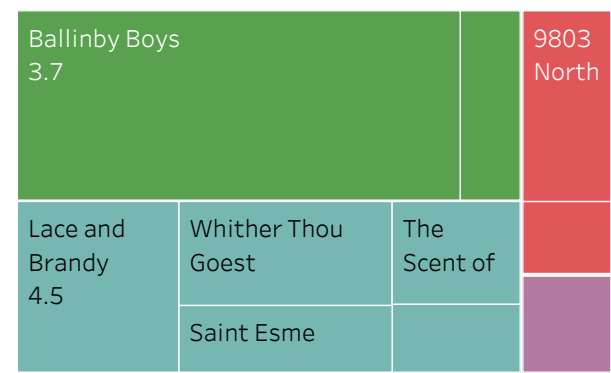 Ballinby Boys
3.7
9803
North
Lace and
Brandy
4.5
Whither Thou
Goest
Saint Esme
The
Scent of